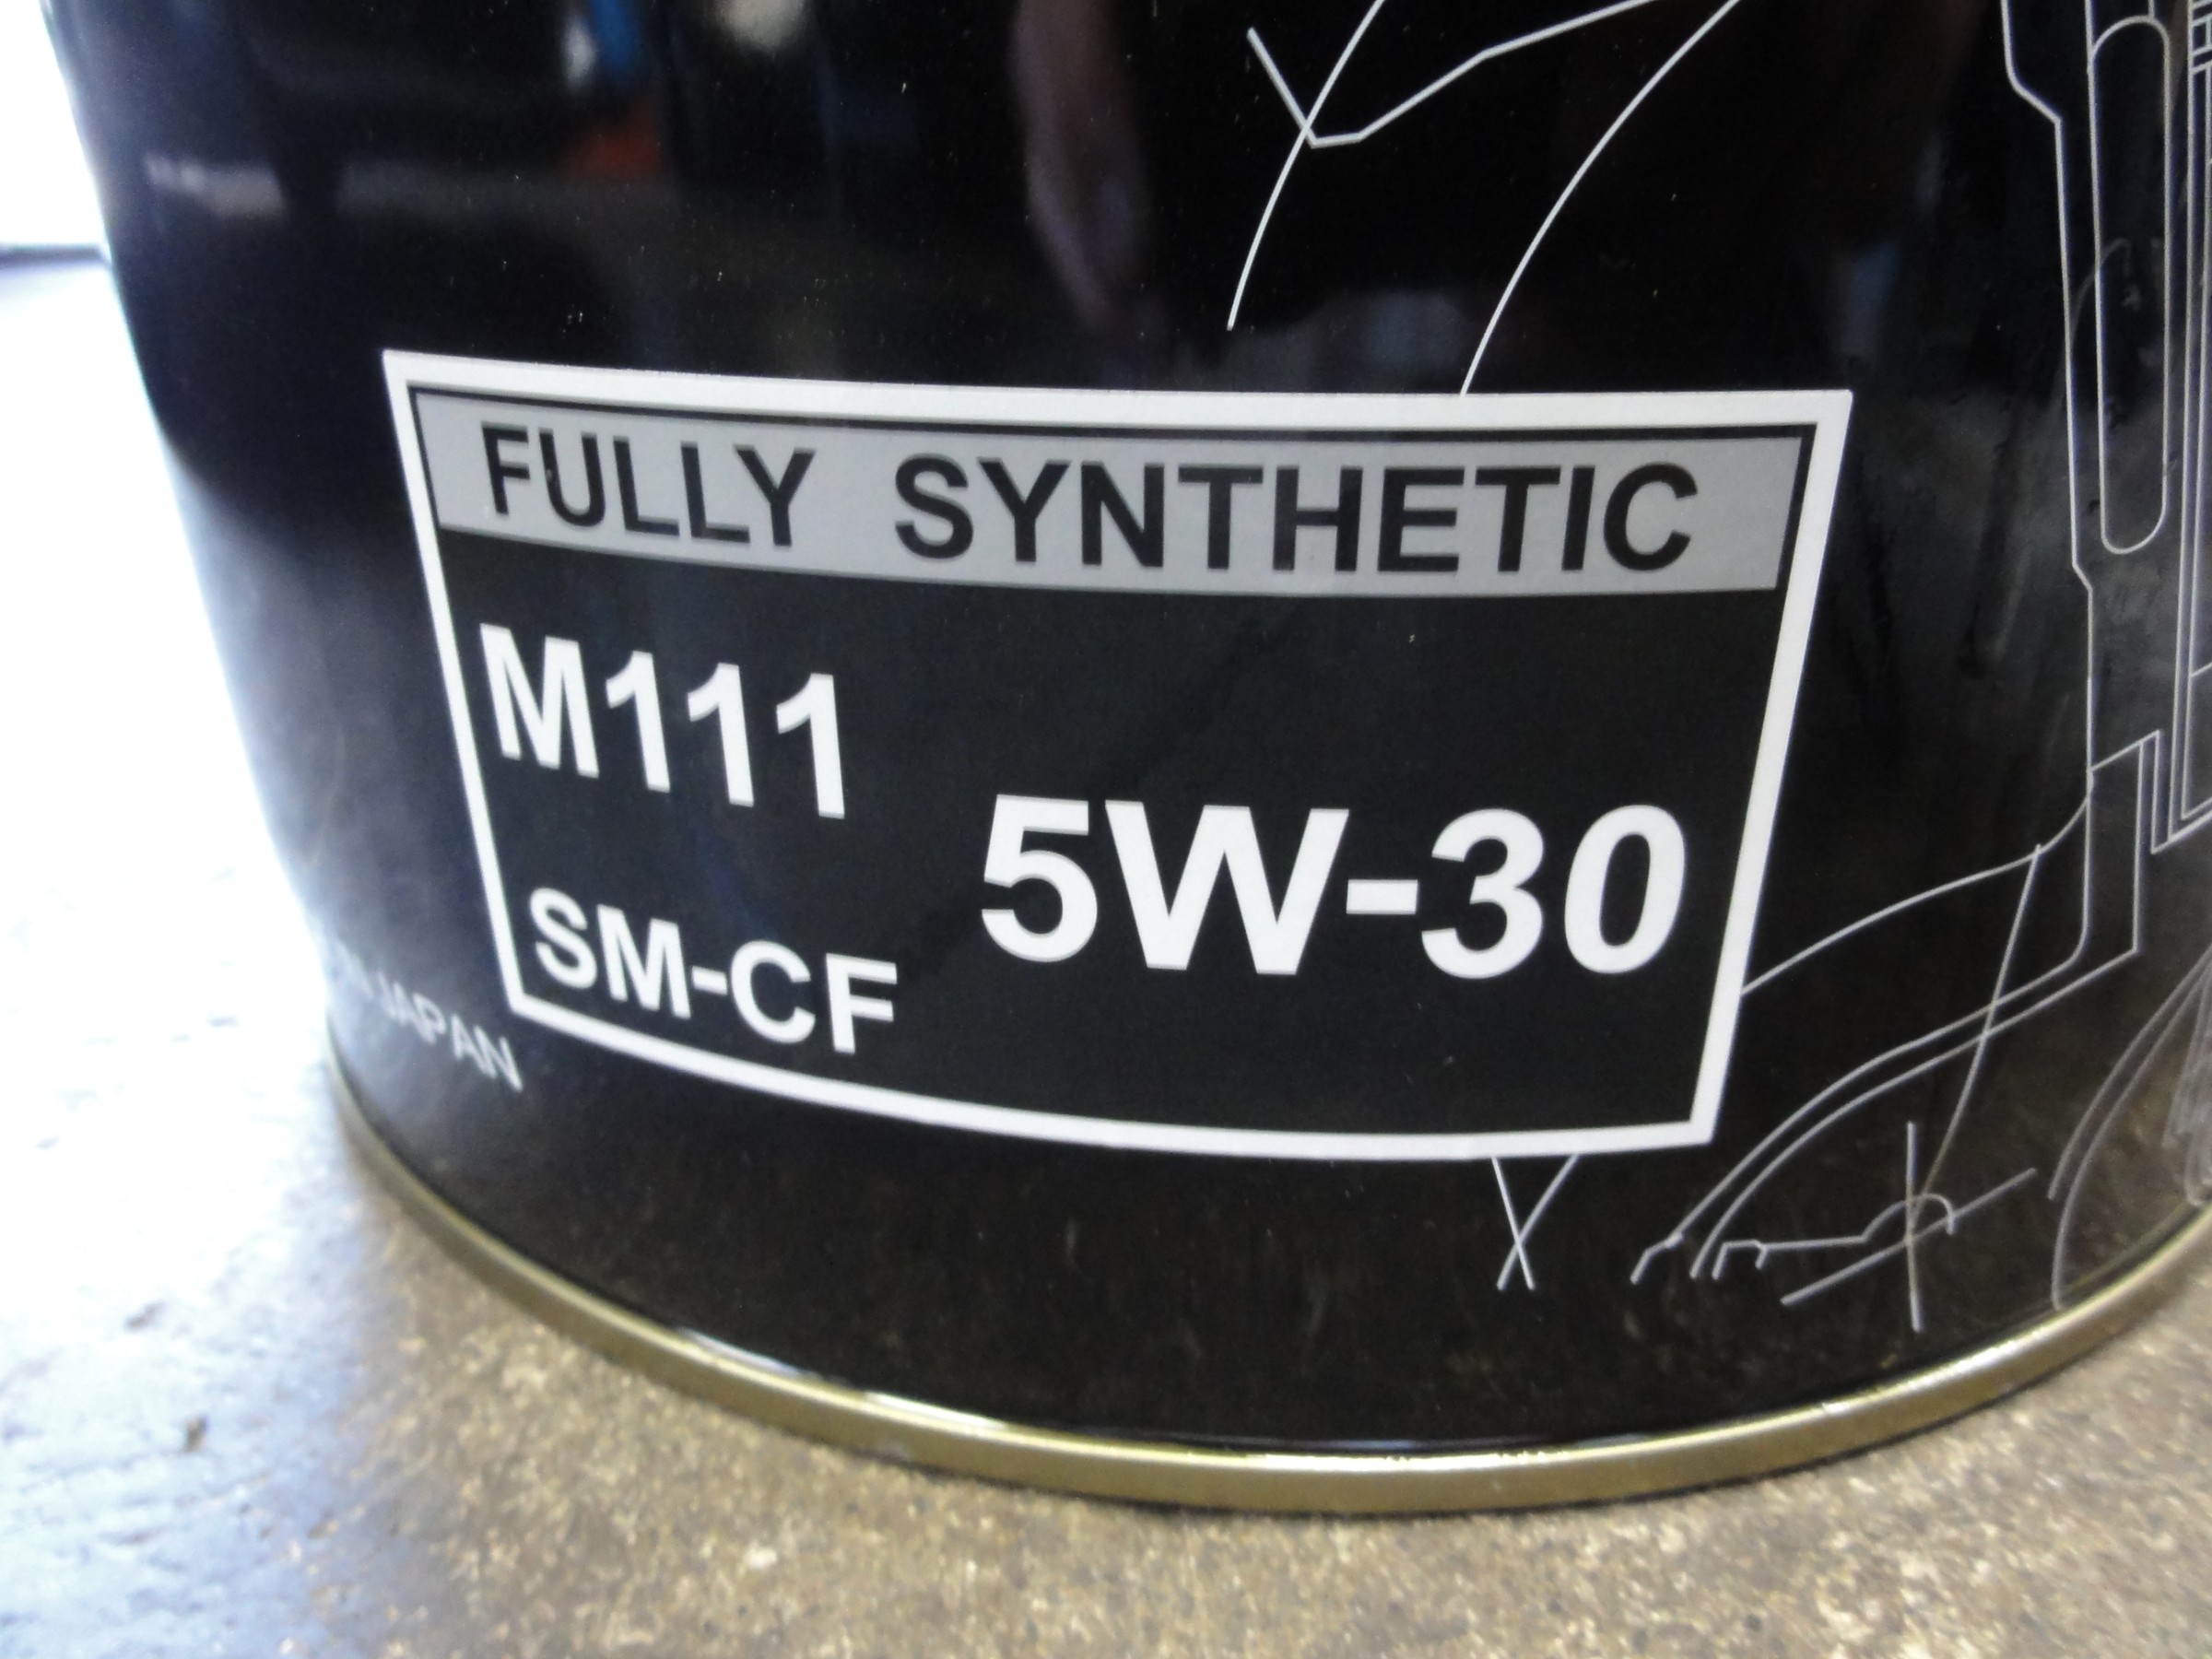 FULLY SYNTHETIC
M111
5W-30
SM-CF
JAPAN